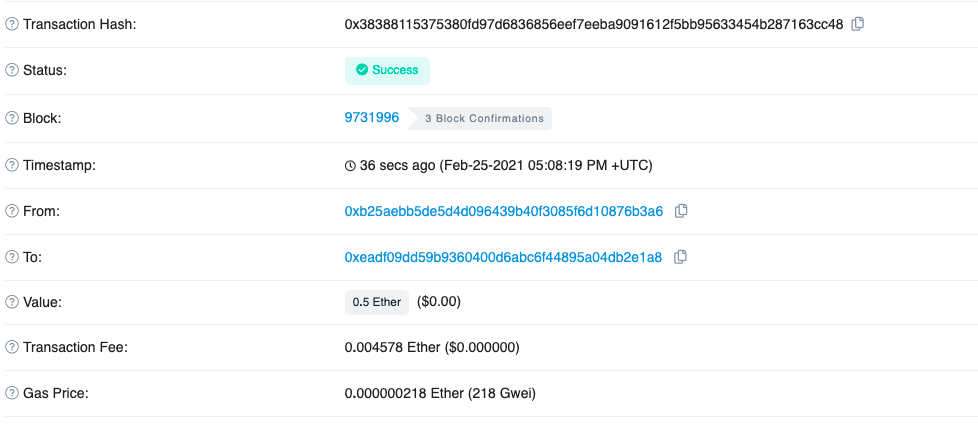 Transaction Hash: 0x38388115375380fd97d6836856eef7eeba9091612f5bb95633454b287163cc48
Status: Success
Block: 9731996 3 Block Confirmations
Timestamp: 36 secs ago (Feb-25-2021 05:08:19 PM +UTC)
From: 0xb25aebb5de5d4d096439b40f3085f6d10876b3a6
To: 0xeadf09dd59b9360400d6abc6f44895a04db2e1a8
Value: 0.5 Ether ($0.00)
Transaction Fee: 0.004578 Ether ($0.000000)
Gas Price: 0.000000218 Ether (218 Gwei)